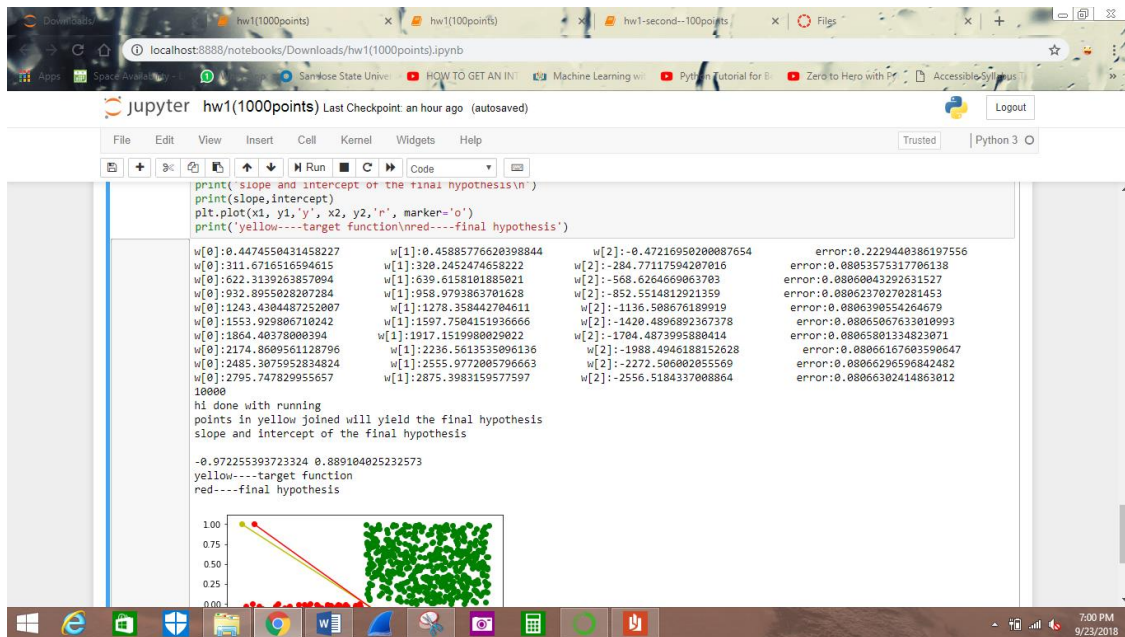 Downloads/
hw1(1000points)
hw1(100points)
hw1-second--100points
Files
localhost:8888/notebooks/Downloads/hw1(1000points).ipynb
Apps
Space Availability -
San Jose State Univer
HOW TO GET AN INT
Machine Learning wi
Python Tutorial for B
Zero to Hero with Py
Accessible Syllabus T
jupyter hw1(1000points) Last Checkpoint: an hour ago (autosaved)
Logout
File Edit View Insert Cell Kernel Widgets Help
Trusted
Python 3
Run
Code
print('slope and intercept of the final hypothesis\n')
print(slope,intercept)
plt.plot(x1, y1,'y', x2, y2,'r', marker='o')
print('yellow----target function\nred----final hypothesis')
w[0]:0.4474550431458227 w[1]:0.45885776620398844 w[2]:-0.47216950200087654 error:0.2229440386197556
w[0]:311.6716516594615 w[1]:320.2452474658222 w[2]:-284.77117594207016 error:0.08053575317706138
w[0]:622.3139263857094 w[1]:639.6158101885021 w[2]:-568.6264669063703 error:0.08060043292631527
w[0]:932.8955028207284 w[1]:958.9793863701628 w[2]:-852.5514812921359 error:0.08062370270281453
w[0]:1243.4304487252007 w[1]:1278.358442704611 w[2]:-1136.508676189919 error:0.0806390554264679
w[0]:1553.929806710242 w[1]:1597.7504151936666 w[2]:-1420.4896892367378 error:0.08065067633010993
w[0]:1864.40378000394 w[1]:1917.1519980029022 w[2]:-1704.4873995880414 error:0.08065801334823071
w[0]:2174.8609561128796 w[1]:2236.5613535096136 w[2]:-1988.4946188152628 error:0.08066167603590647
w[0]:2485.3075952834824 w[1]:2555.9772005796663 w[2]:-2272.506002055569 error:0.08066296596842482
w[0]:2795.747829955657 w[1]:2875.3983159577597 w[2]:-2556.5184337008864 error:0.08066302414863012
10000
hi done with running
points in yellow joined will yield the final hypothesis
slope and intercept of the final hypothesis
-0.972255393723324 0.889104025232573
yellow----target function
red----final hypothesis
1.00
0.75
0.50
0.25
0.00
7:00 PM
9/23/2018